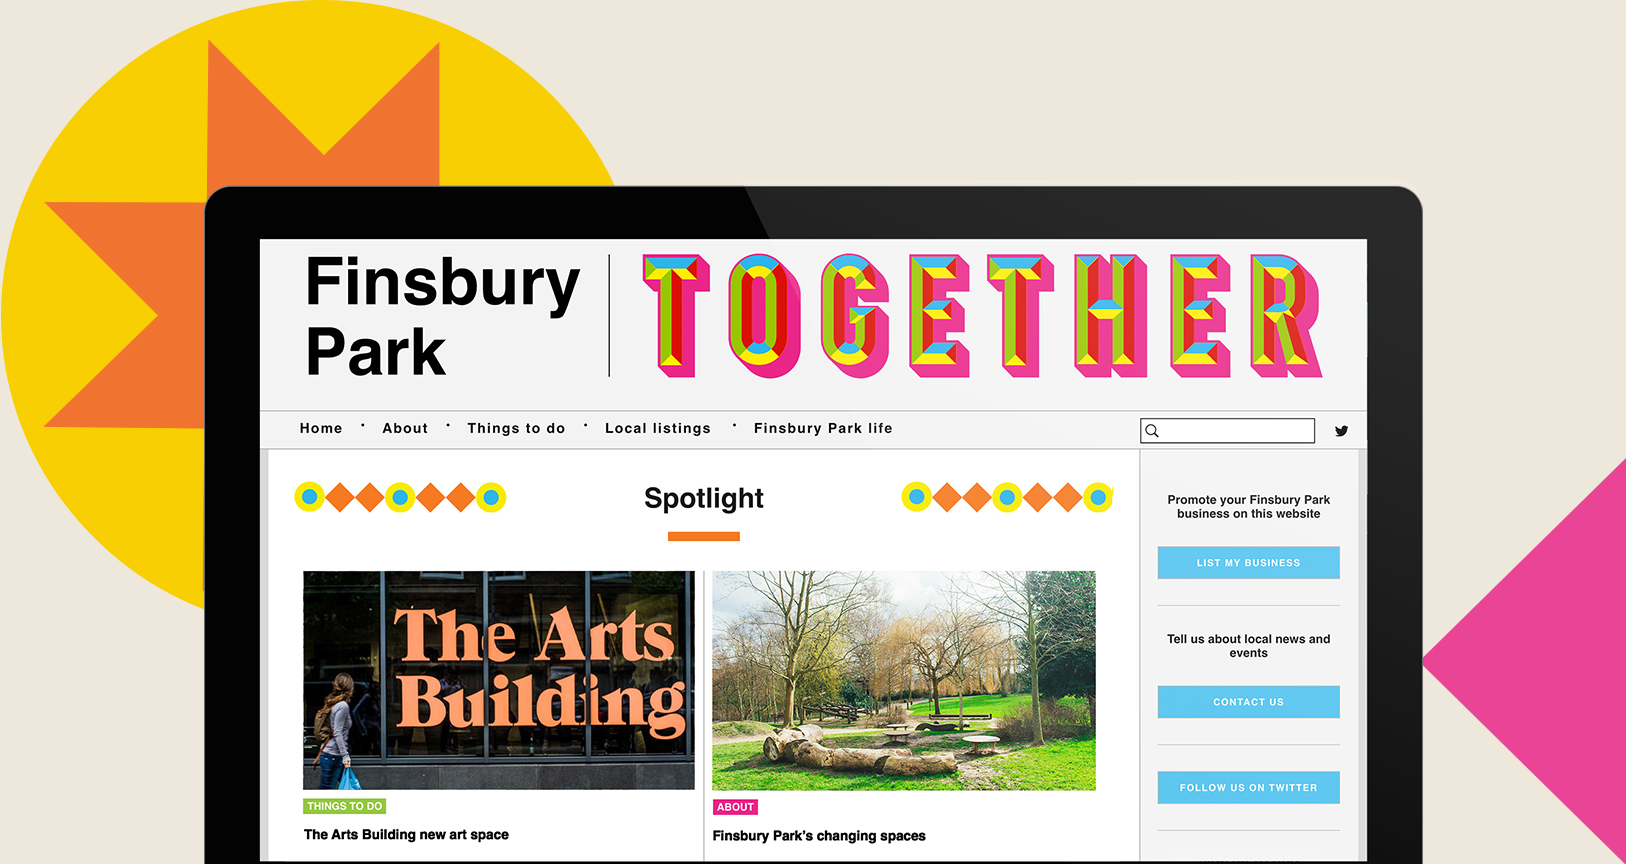 Finsbury
Park
TOGETHER
Home · About · Things to do · Local listings · Finsbury Park life
Spotlight
The Arts
Building
THINGS TO DO
The Arts Building new art space
ABOUT
Finsbury Park's changing spaces
Promote your Finsbury Park
business on this website
LIST MY BUSINESS
Tell us about local news and
events
CONTACT US
FOLLOW US ON TWITTER